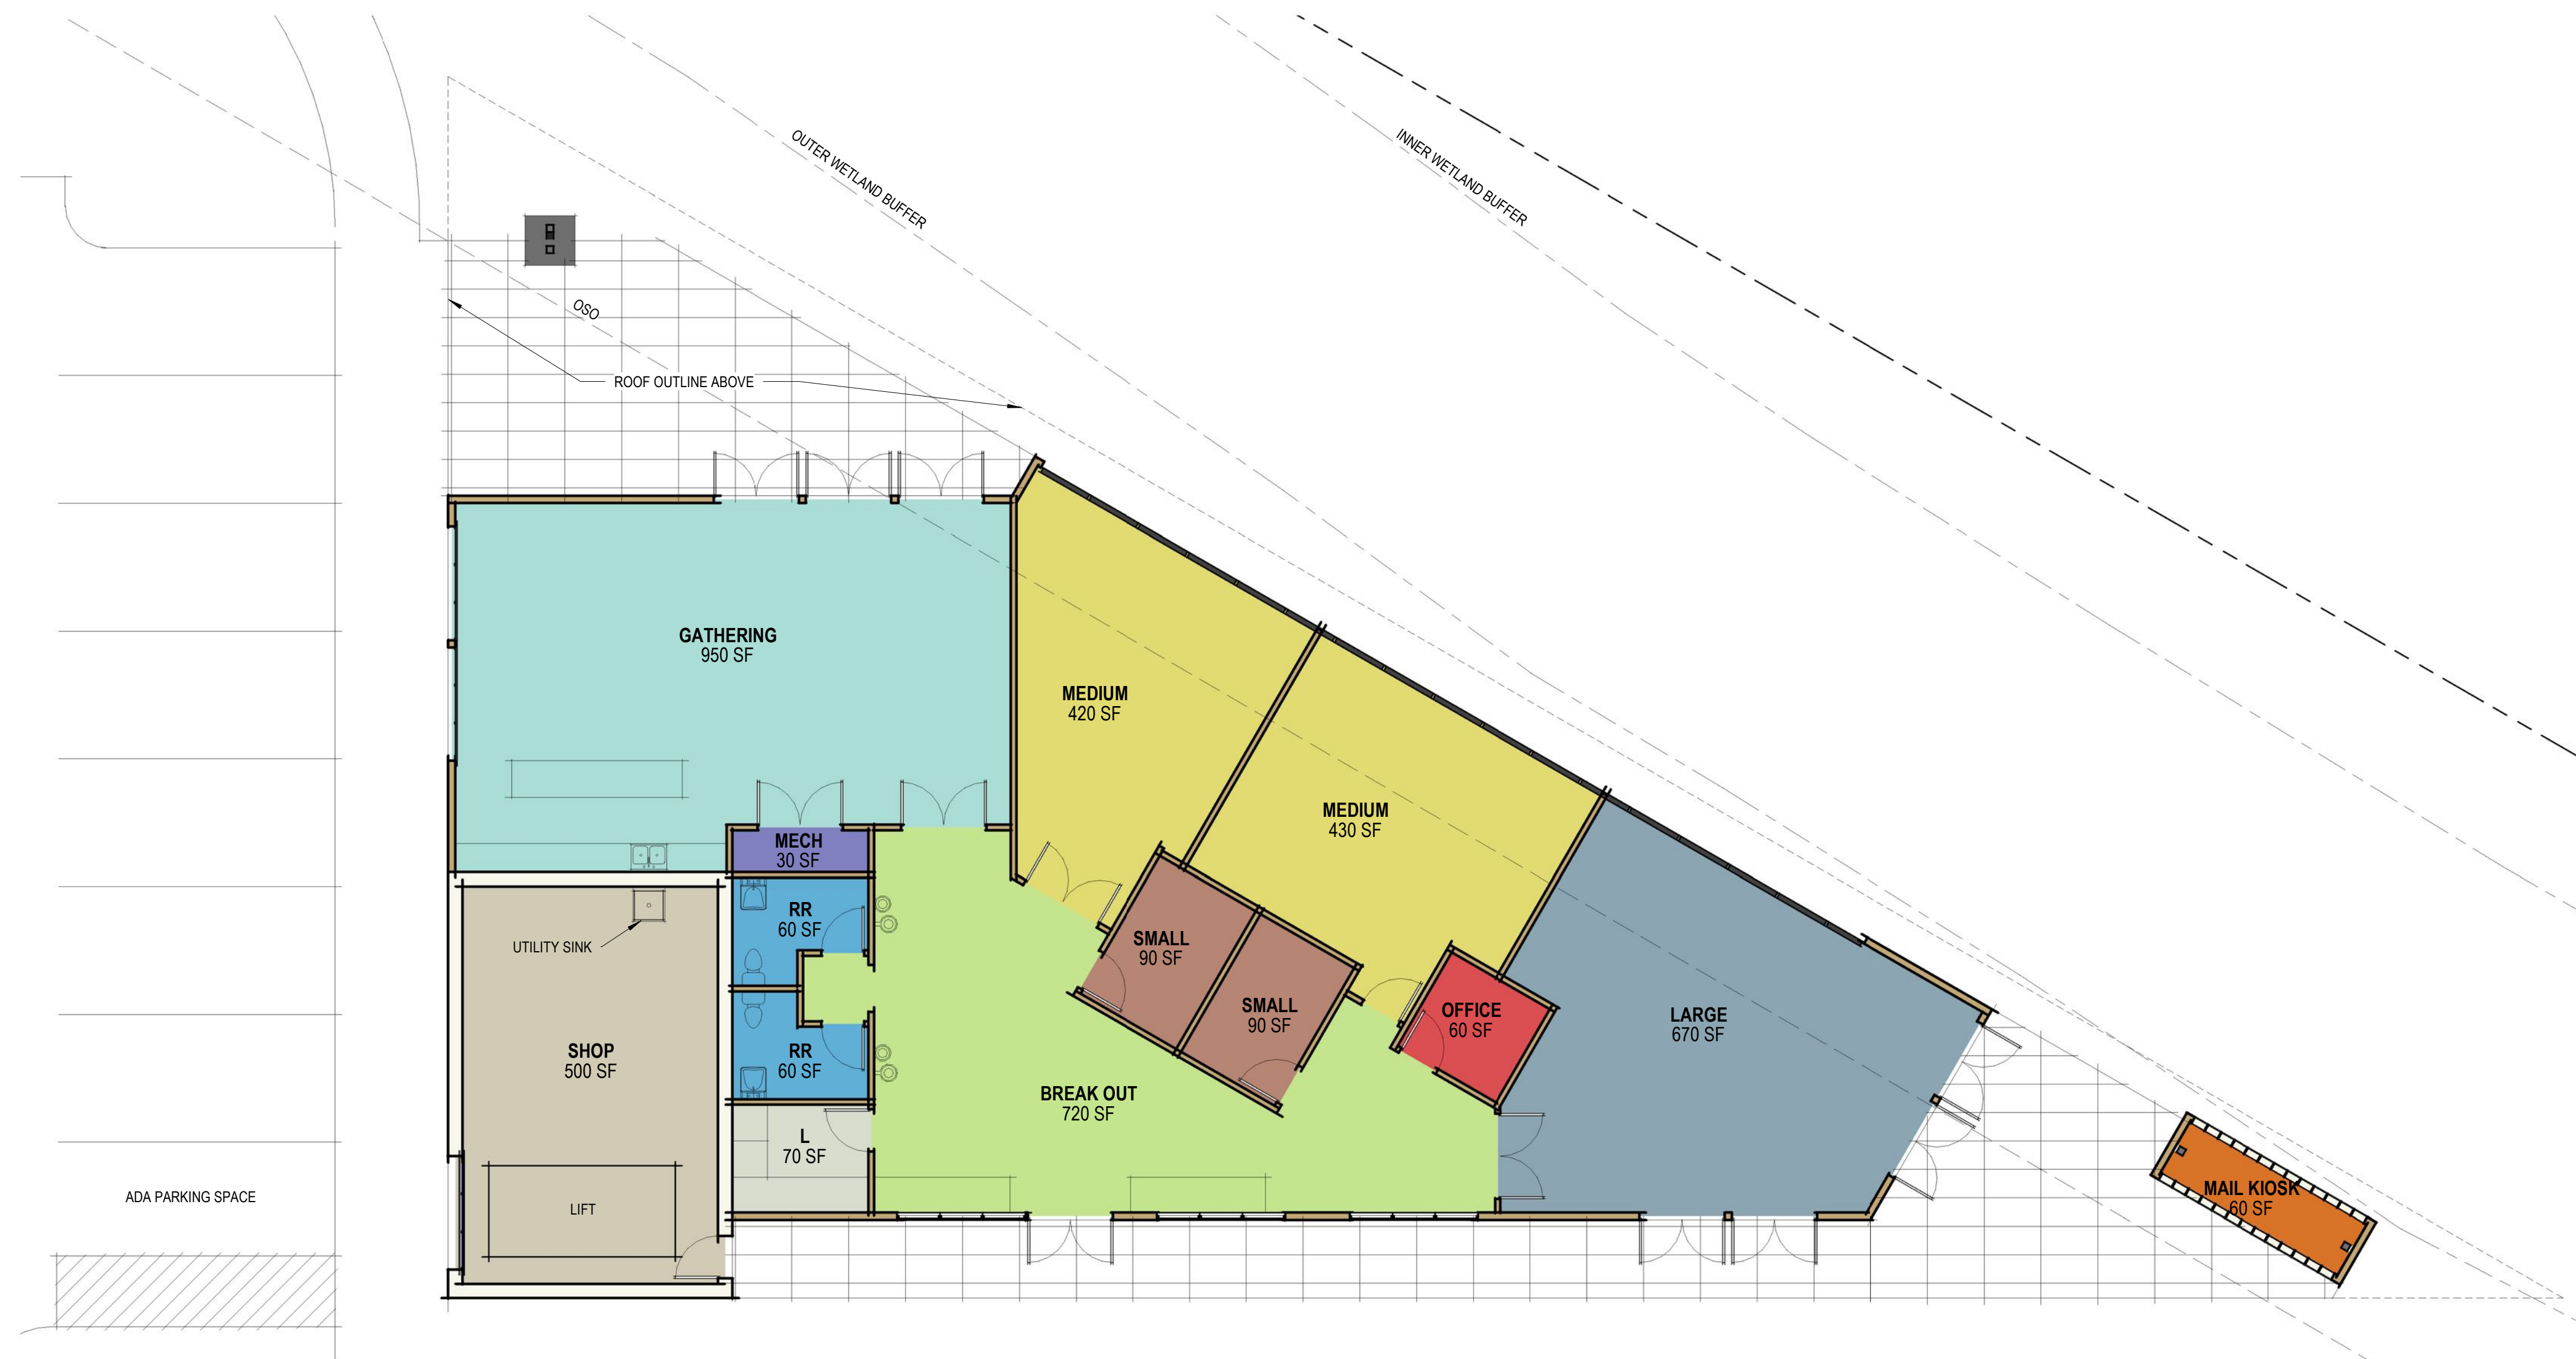 OUTER WETLAND BUFFER
INNER WETLAND BUFFER
OSO
ROOF OUTLINE ABOVE
GATHERING
950 SF
MEDIUM
420 SF
MEDIUM
430 SF
MECH
30 SF
RR
60 SF
UTILITY SINK
SMALL
90 SF
SMALL
90 SF
OFFICE
60 SF
LARGE
670 SF
SHOP
500 SF
RR
60 SF
BREAK OUT
720 SF
L
70 SF
ADA PARKING SPACE
LIFT
MAIL KIOSK
60 SF